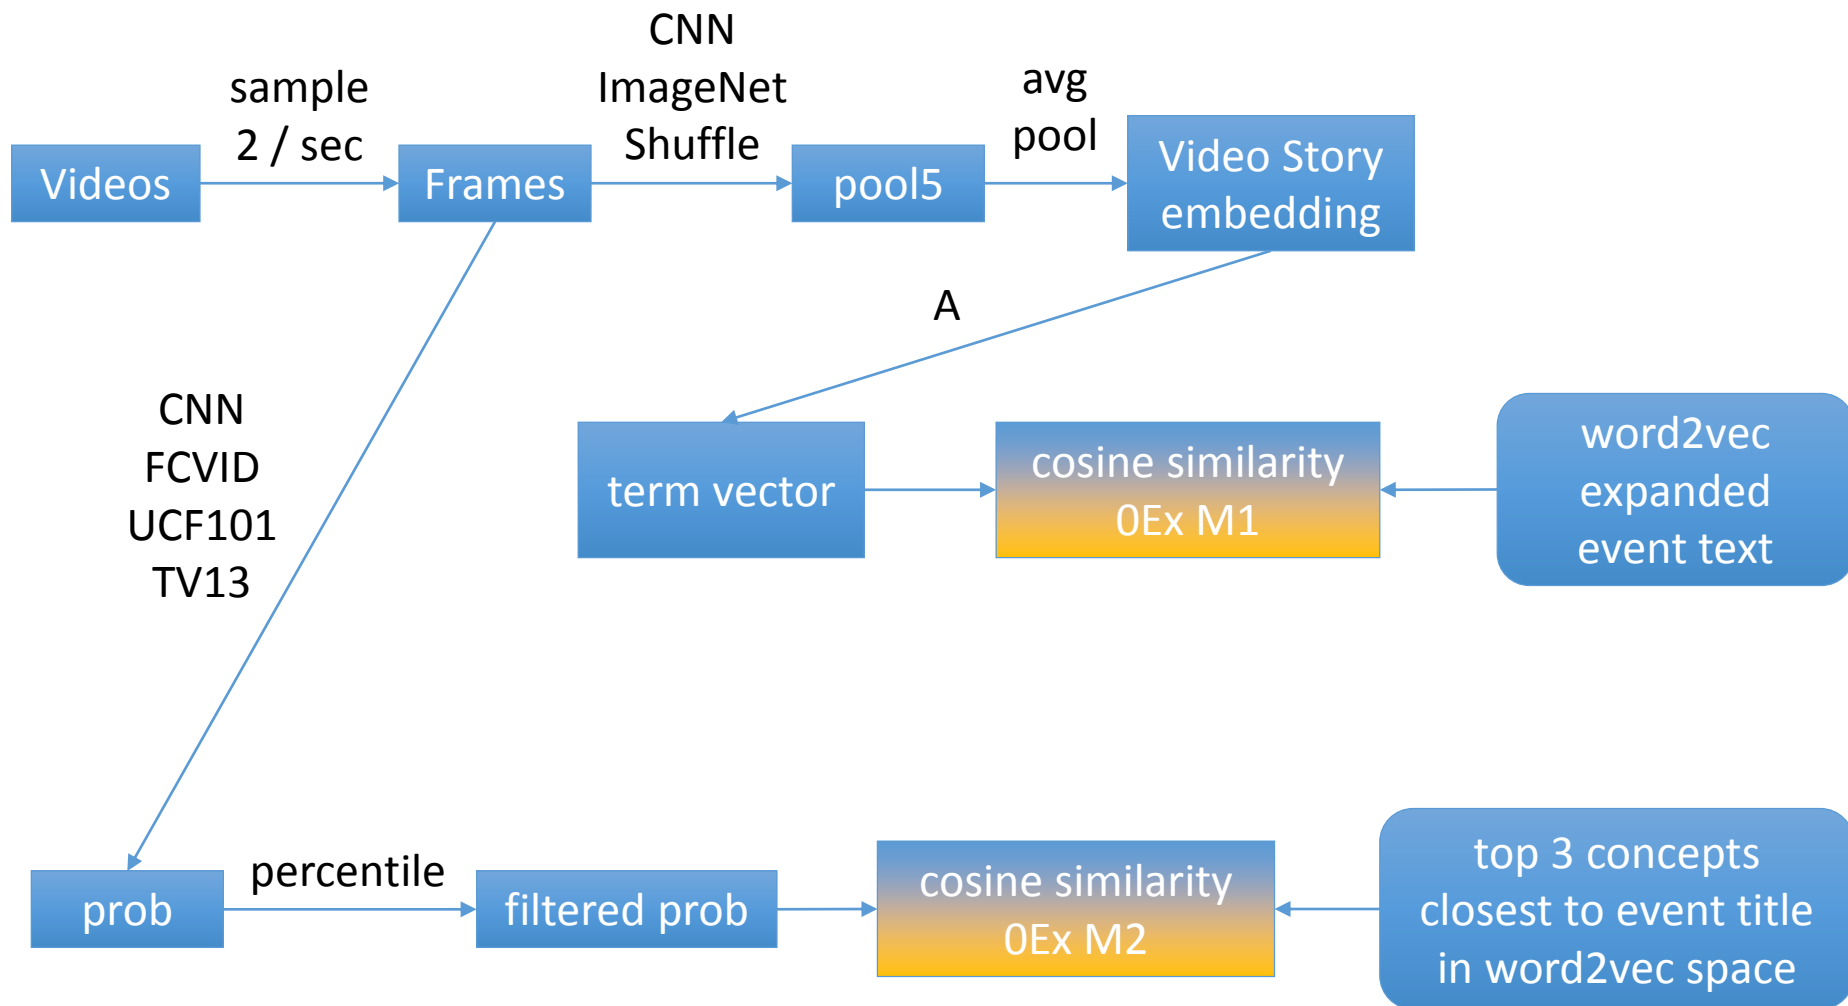 sample
2 / sec
CNN
ImageNet
Shuffle
avg
pool
Videos
Frames
pool5
Video Story
embedding
A
CNN
FCVID
UCF101
TV13
term vector
cosine similarity
0Ex M1
word2vec
expanded
event text
prob
percentile
filtered prob
cosine similarity
0Ex M2
top 3 concepts
closest to event title
in word2vec space